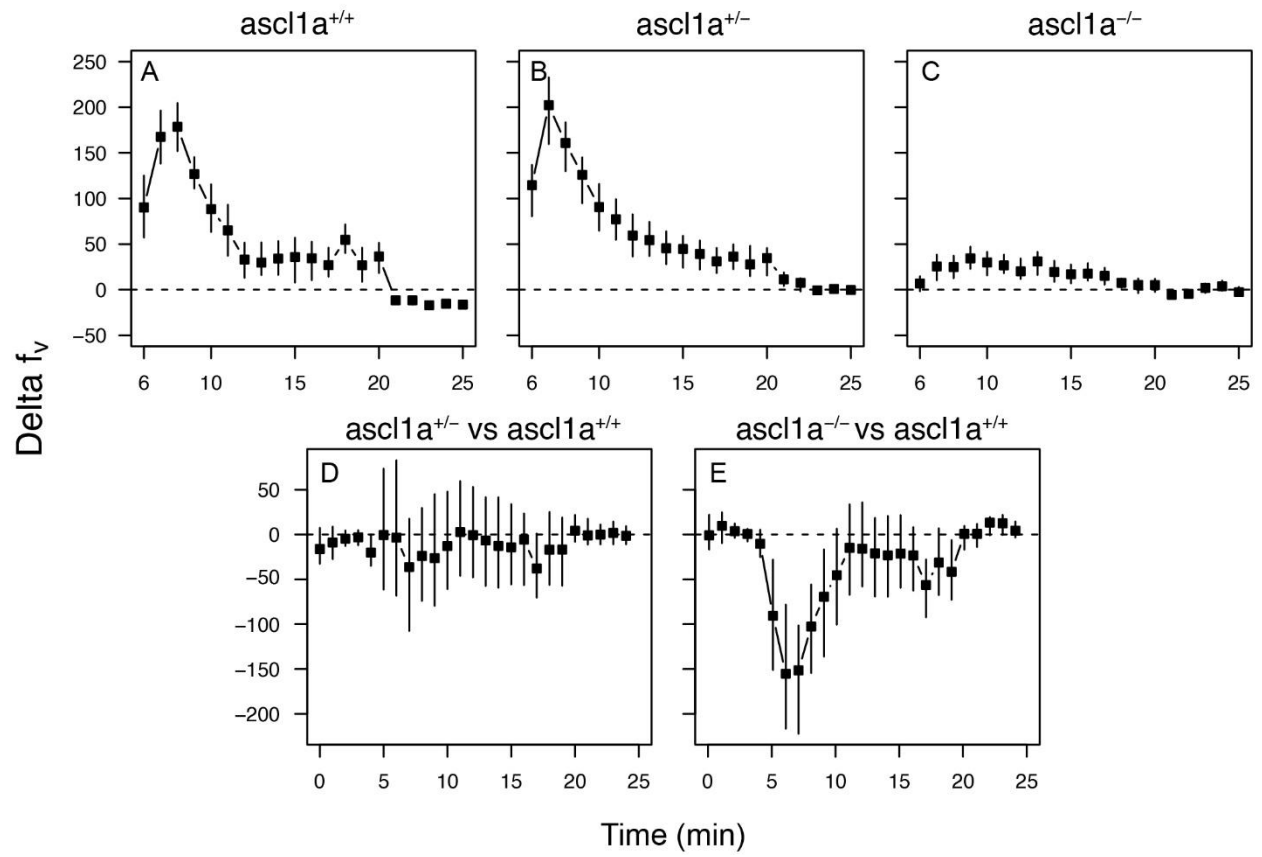 ascl1a+/+ ascl1a+/− ascl1a−/−
A B C
250
200
150
100
50
0
−50
6 10 15 20 25 6 10 15 20 25 6 10 15 20 25
Delta fv
ascl1a+/− vs ascl1a+/+ ascl1a−/− vs ascl1a+/+
D E
50
0
−50
−100
−150
−200
0 5 10 15 20 25 0 5 10 15 20 25
Time (min)